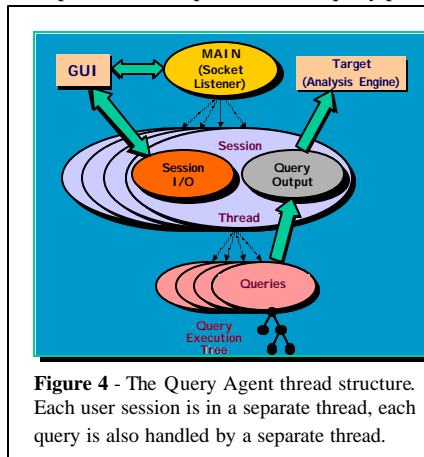 MAIN
(Socket
Listener)
GUI
Target
(Analysis Engine)
Session
Session
I/O
Query
Output
Thread
Queries
Query
Execution
Tree
Figure 4 - The Query Agent thread structure.
Each user session is in a separate thread, each
query is also handled by a separate thread.